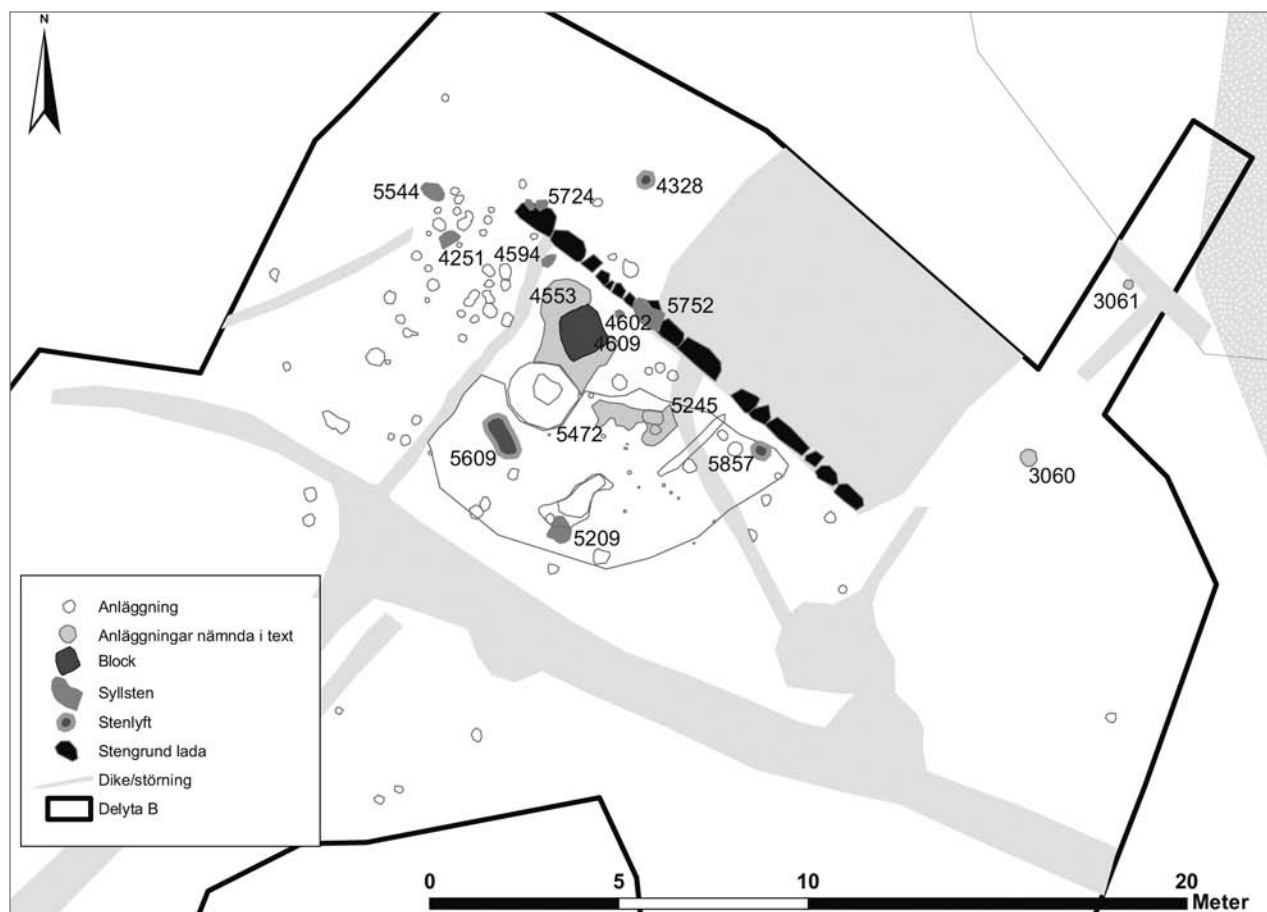 N
5544
5724
4328
4251
4594
4553
4602
5752
4609
3061
5245
5472
5609
5857
3060
5209
Anläggning
Anläggningar nämnda i text
Block
Syllsten
Stenlyft
Stengrund lada
Dike/störning
Delyta B
0 5 10 20
Meter